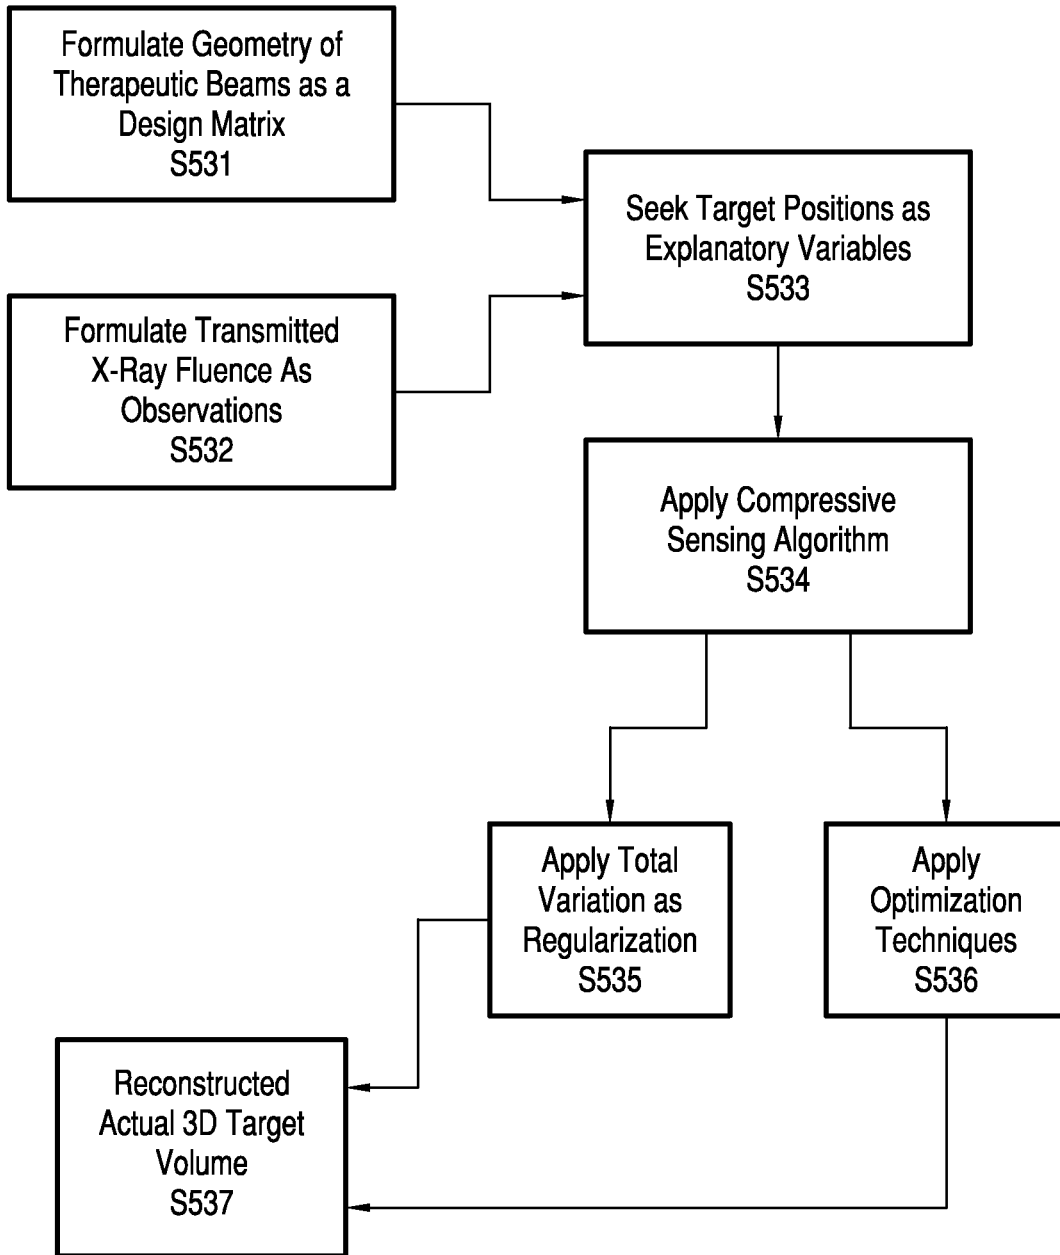 Formulate Geometry of
Therapeutic Beams as a
Design Matrix
S531
Formulate Transmitted
X-Ray Fluence As
Observations
S532
Seek Target Positions as
Explanatory Variables
S533
Apply Compressive
Sensing Algorithm
S534
Apply Total
Variation as
Regularization
S535
Apply
Optimization
Techniques
S536
Reconstructed
Actual 3D Target
Volume
S537